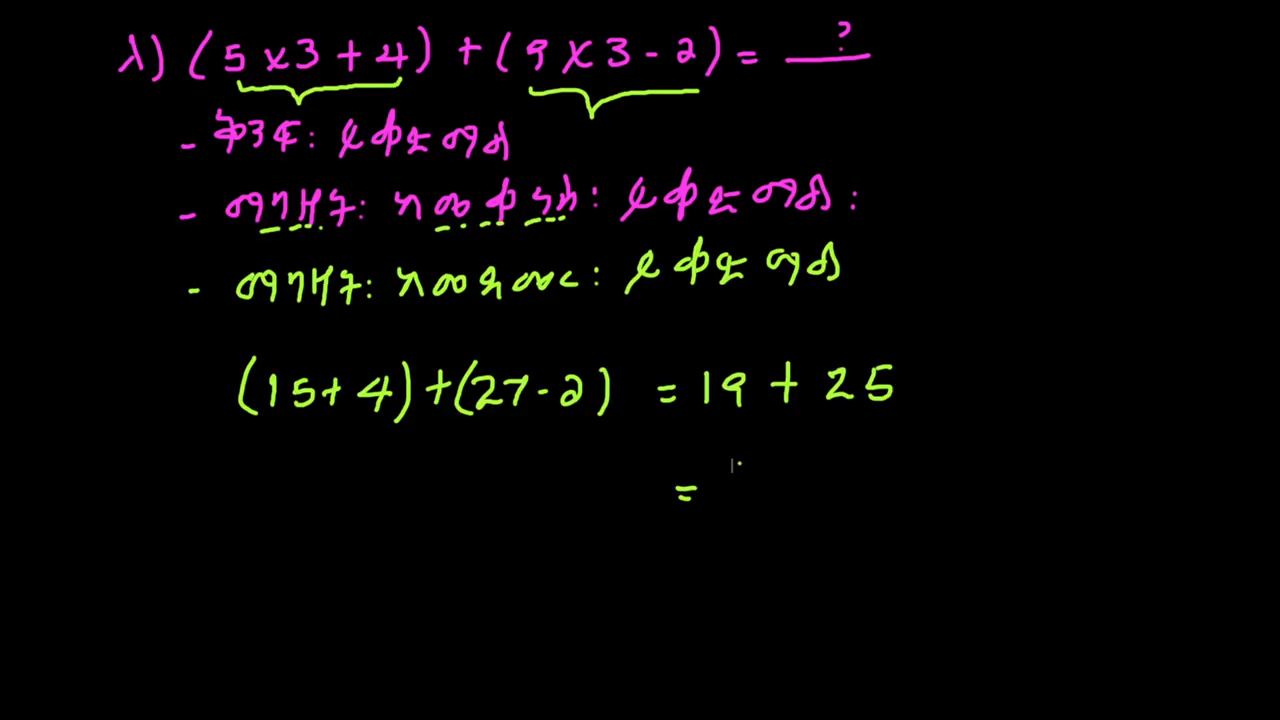 ለ) (5 × 3 + 4) + (9 × 3 - 2) = ___?
- ቅንፍ፡ ይቀድማል
- ማባዛት፡ ከመቀነስ፡ ይቀድማል፡
- ማባዛት፡ ከመደመር፡ ይቀድማል
(15 + 4) + (27 - 2) = 19 + 25
=